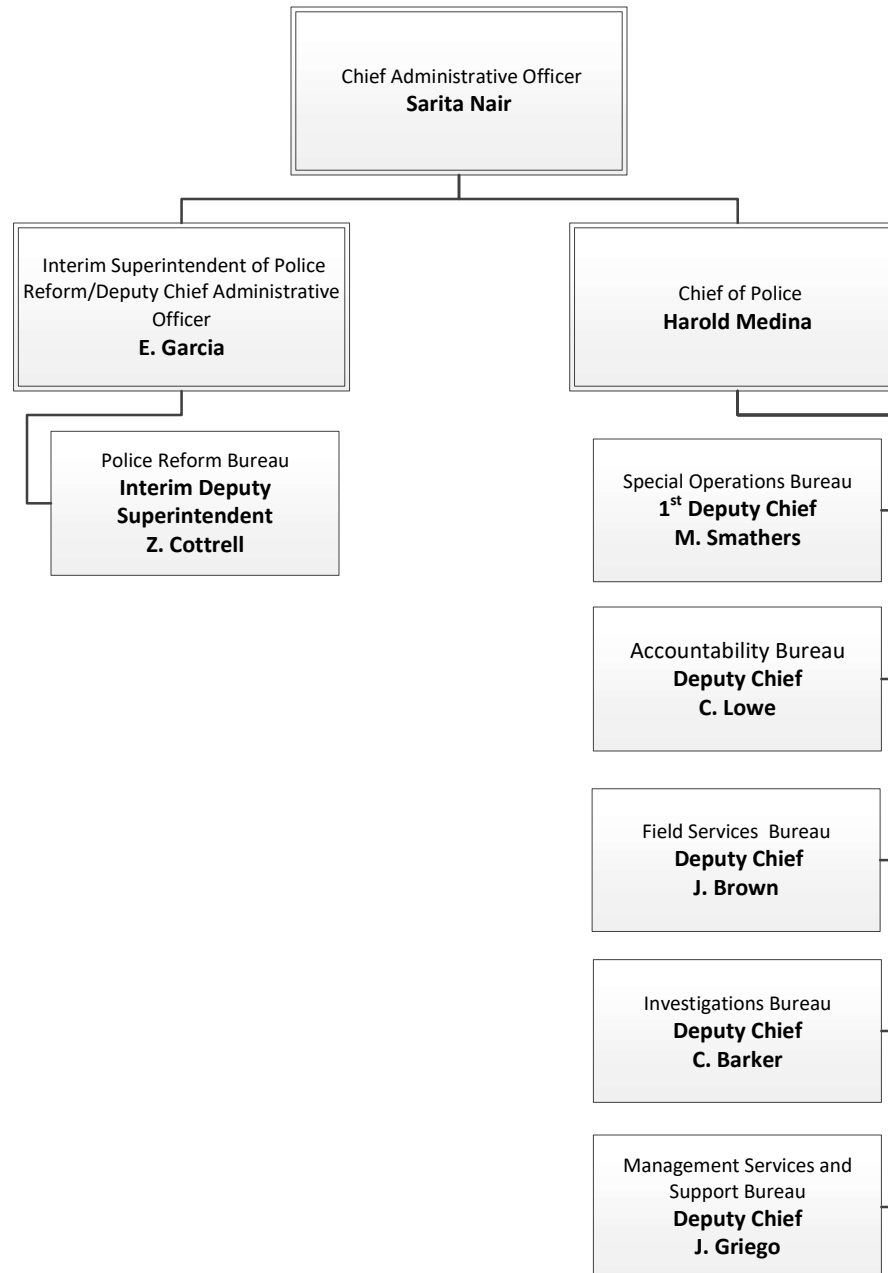 Chief Administrative Officer
Sarita Nair
Interim Superintendent of Police
Reform/Deputy Chief Administrative
Officer
E. Garcia
Chief of Police
Harold Medina
Police Reform Bureau
Interim Deputy
Superintendent
Z. Cottrell
Special Operations Bureau
1st Deputy Chief
M. Smathers
Accountability Bureau
Deputy Chief
C. Lowe
Field Services  Bureau
Deputy Chief
J. Brown
Investigations Bureau
Deputy Chief
C. Barker
Management Services and
Support Bureau
Deputy Chief
J. Griego